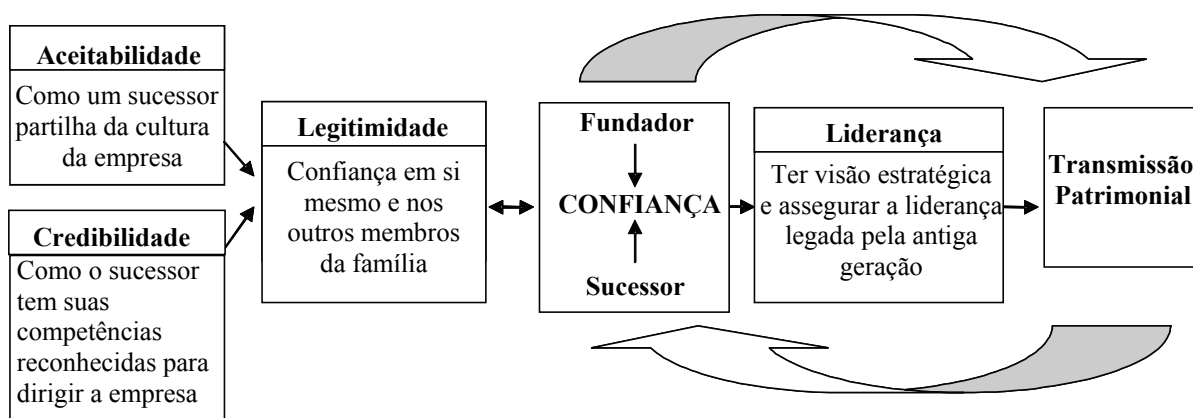 Aceitabilidade
Como um sucessor
partilha da cultura
da empresa
Credibilidade
Como o sucessor
tem suas
competências
reconhecidas para
dirigir a empresa
Legitimidade
Confiança em si
mesmo e nos
outros membros
da família
Fundador
CONFIANÇA
Sucessor
Liderança
Ter visão estratégica
e assegurar a liderança
legada pela antiga
geração
Transmissão
Patrimonial